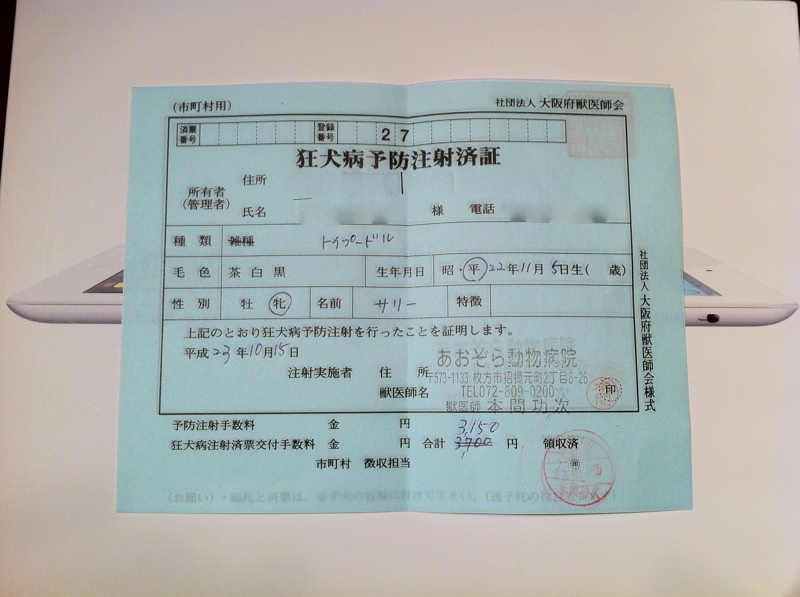 (市町村用)
社団法人 大阪府獣医師会
済票番号 登録番号 27
狂犬病予防注射済証
所有者(管理者) 住所
氏名 様 電話
種類 雑種 トイプードル
毛色 茶 白 黒 生年月日 昭・平 22年11月5日生( 歳)
性別 牡 牝 名前 サリー 特徴
上記のとおり狂犬病予防注射を行ったことを証明します。
平成23年10月15日
注射実施者 住所
獣医師名 印
あおぞら動物病院
〒573-1133 枚方市招提元町2丁目8-26
TEL072-809-0200
獣医師 本間功次
社団法人 大阪府獣医師会様式
予防注射手数料 金 円 3,150
狂犬病注射済票交付手数料 金 円 合計 3,700 円 領収済
市町村 徴収担当 印